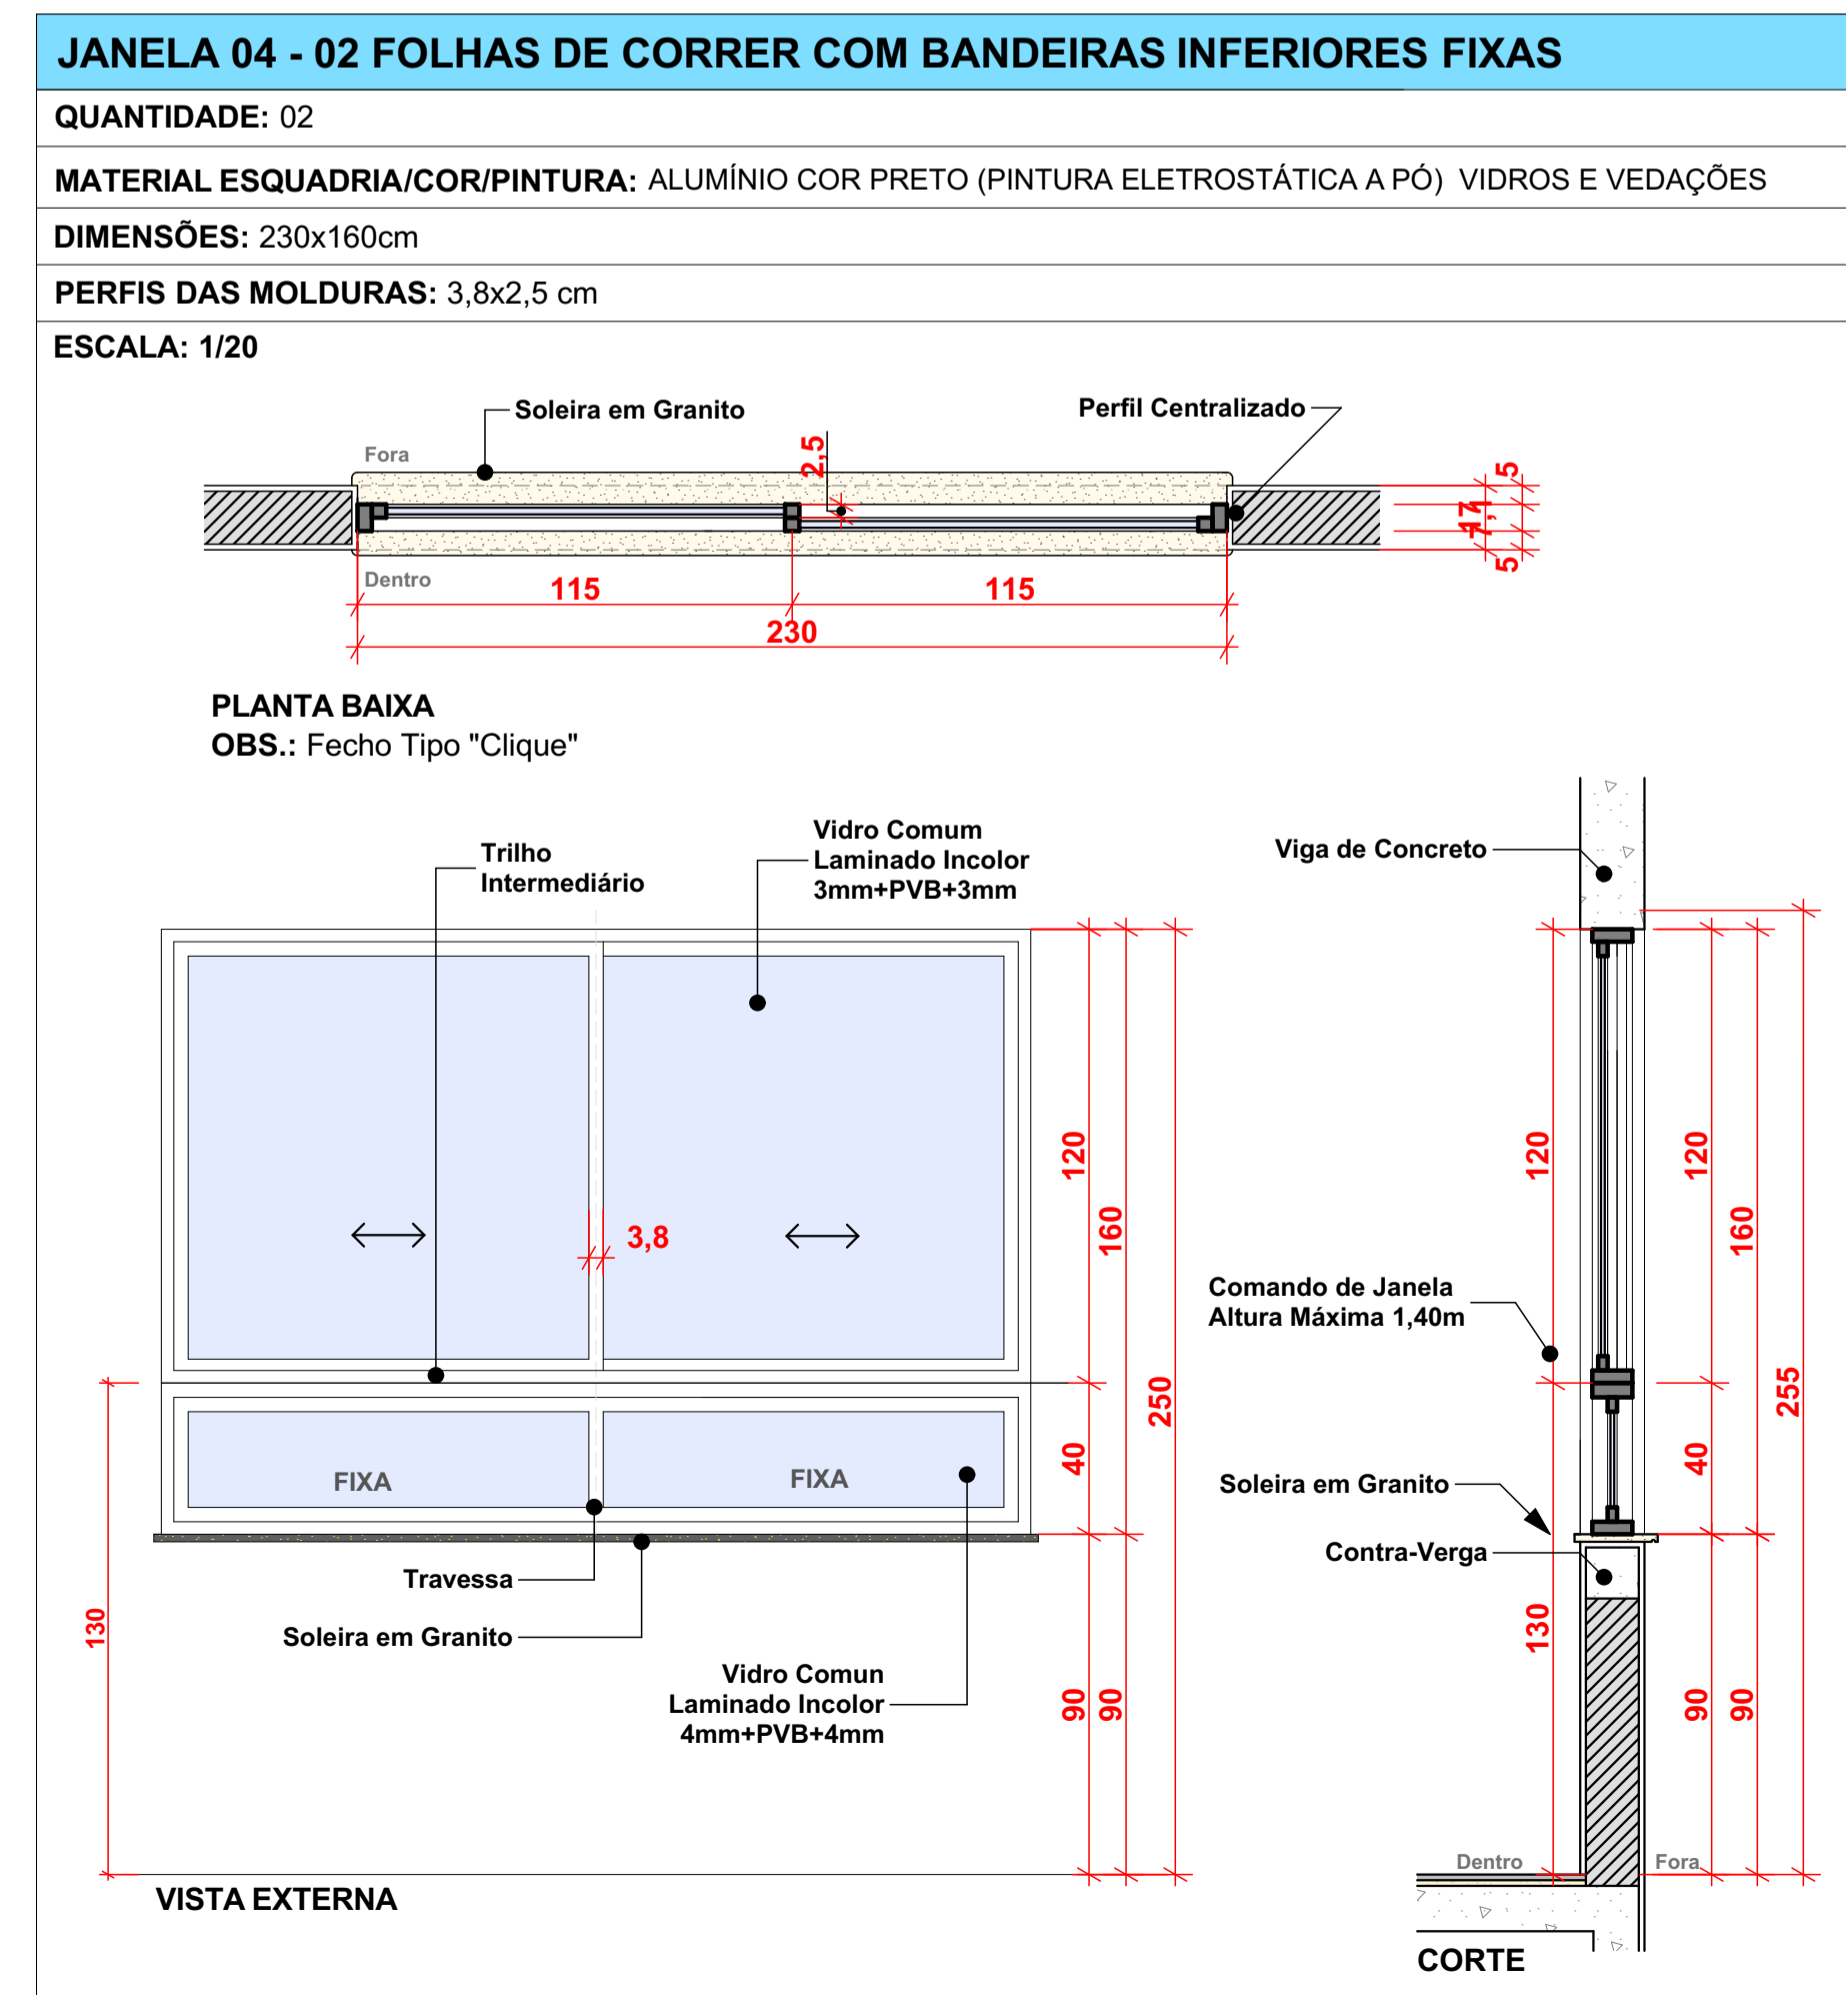 JANELA 04 - 02 FOLHAS DE CORRER COM BANDEIRAS INFERIORES FIXAS
QUANTIDADE: 02
MATERIAL ESQUADRIA/COR/PINTURA: ALUMÍNIO COR PRETO (PINTURA ELETROSTÁTICA A PÓ) VIDROS E VEDAÇÕES
DIMENSÕES: 230x160cm
PERFIS DAS MOLDURAS: 3,8x2,5 cm
ESCALA: 1/20
Soleira em Granito
Perfil Centralizado
Fora
2,5
5
17
7,1
5
Dentro
115
115
230
PLANTA BAIXA
OBS.: Fecho Tipo "Clique"
Trilho
Intermediário
Vidro Comum
Laminado Incolor
3mm+PVB+3mm
3,8
FIXA
FIXA
Travessa
Soleira em Granito
Vidro Comun
Laminado Incolor
4mm+PVB+4mm
130
120
40
90
160
90
250
VISTA EXTERNA
Viga de Concreto
Comando de Janela
Altura Máxima 1,40m
Soleira em Granito
Contra-Verga
120
130
120
40
90
160
90
255
Dentro
Fora
CORTE